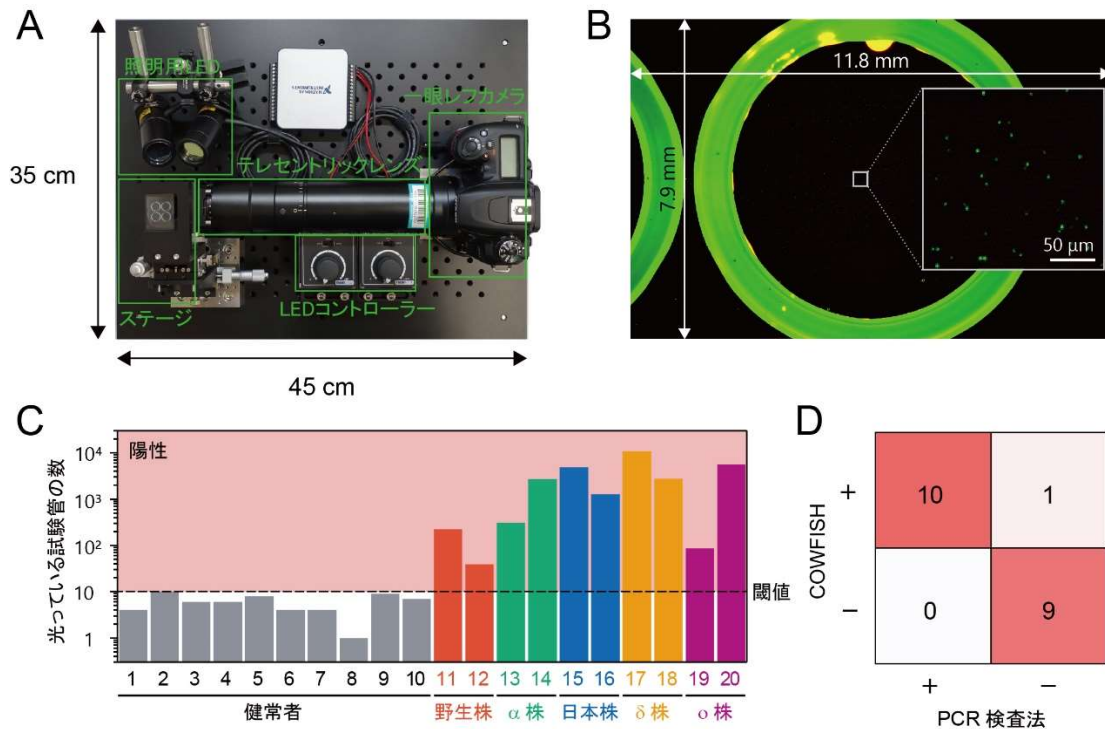 A
照明用LED
一眼レフカメラ
テレセントリックレンズ
35 cm
ステージ
LEDコントローラー
45 cm
B
11.8 mm
7.9 mm
50 μm
C
陽性
光っている試験管の数
10⁴
10³
10²
10
1
閾値
1 2 3 4 5 6 7 8 9 10 11 12 13 14 15 16 17 18 19 20
健常者 野生株 α 株 日本株 δ 株 ο 株
D
COWFISH
+ 10 1
− 0 9
+ −
PCR 検査法